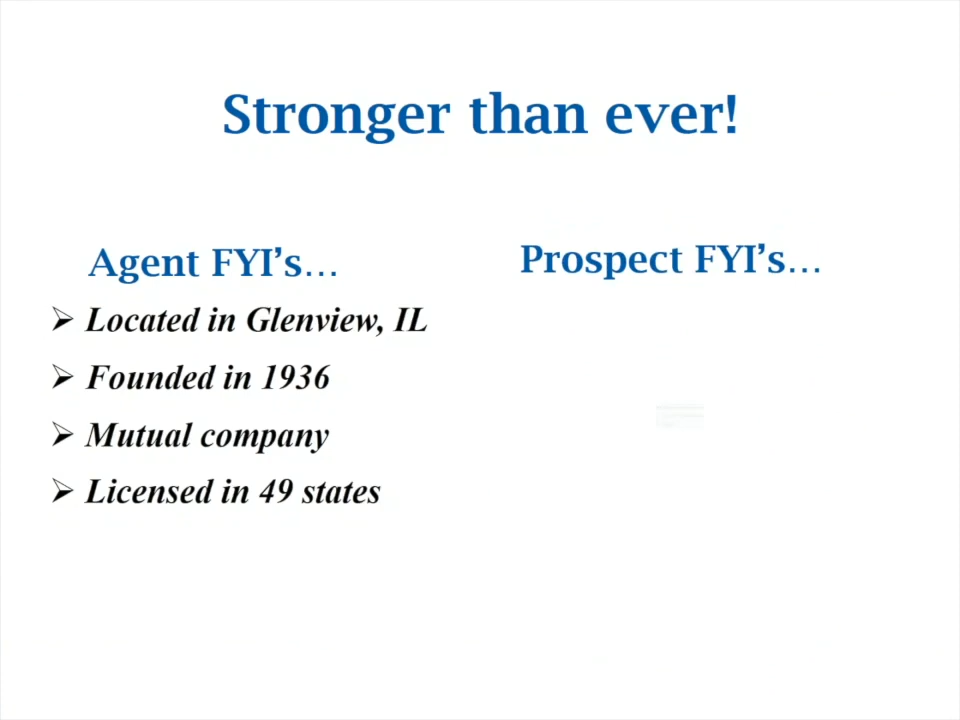 Stronger than ever!
Agent FYI’s…
➢ Located in Glenview, IL
➢ Founded in 1936
➢ Mutual company
➢ Licensed in 49 states
Prospect FYI’s…